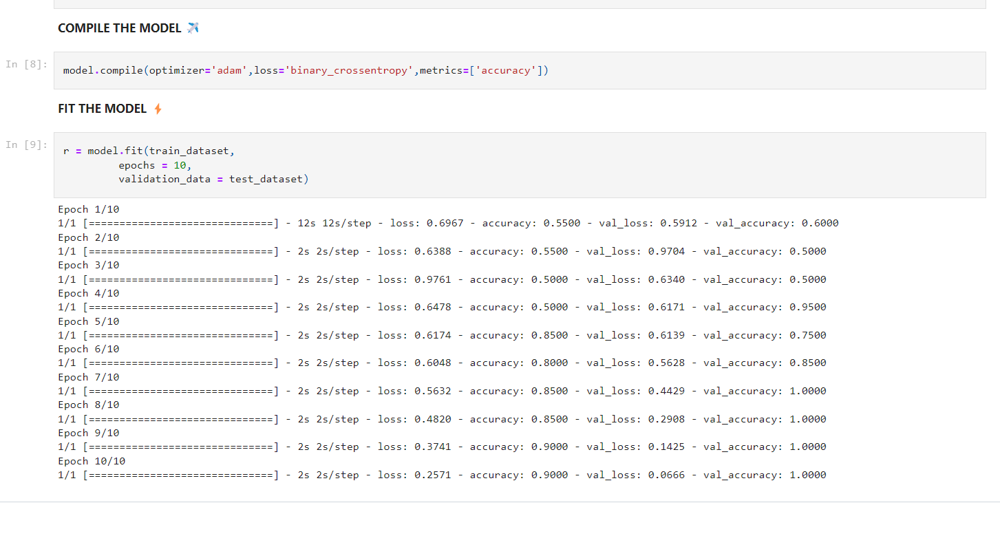 COMPILE THE MODEL ✈️
In [8]:
model.compile(optimizer='adam',loss='binary_crossentropy',metrics=['accuracy'])
FIT THE MODEL ⚡
In [9]:
r = model.fit(train_dataset,
         epochs = 10,
         validation_data = test_dataset)
Epoch 1/10
1/1 [==============================] - 12s 12s/step - loss: 0.6967 - accuracy: 0.5500 - val_loss: 0.5912 - val_accuracy: 0.6000
Epoch 2/10
1/1 [==============================] - 2s 2s/step - loss: 0.6388 - accuracy: 0.5500 - val_loss: 0.9704 - val_accuracy: 0.5000
Epoch 3/10
1/1 [==============================] - 2s 2s/step - loss: 0.9761 - accuracy: 0.5000 - val_loss: 0.6340 - val_accuracy: 0.5000
Epoch 4/10
1/1 [==============================] - 2s 2s/step - loss: 0.6478 - accuracy: 0.5000 - val_loss: 0.6171 - val_accuracy: 0.9500
Epoch 5/10
1/1 [==============================] - 2s 2s/step - loss: 0.6174 - accuracy: 0.8500 - val_loss: 0.6139 - val_accuracy: 0.7500
Epoch 6/10
1/1 [==============================] - 2s 2s/step - loss: 0.6048 - accuracy: 0.8000 - val_loss: 0.5628 - val_accuracy: 0.8500
Epoch 7/10
1/1 [==============================] - 2s 2s/step - loss: 0.5632 - accuracy: 0.8500 - val_loss: 0.4429 - val_accuracy: 1.0000
Epoch 8/10
1/1 [==============================] - 2s 2s/step - loss: 0.4820 - accuracy: 0.8500 - val_loss: 0.2908 - val_accuracy: 1.0000
Epoch 9/10
1/1 [==============================] - 2s 2s/step - loss: 0.3741 - accuracy: 0.9000 - val_loss: 0.1425 - val_accuracy: 1.0000
Epoch 10/10
1/1 [==============================] - 2s 2s/step - loss: 0.2571 - accuracy: 0.9000 - val_loss: 0.0666 - val_accuracy: 1.0000